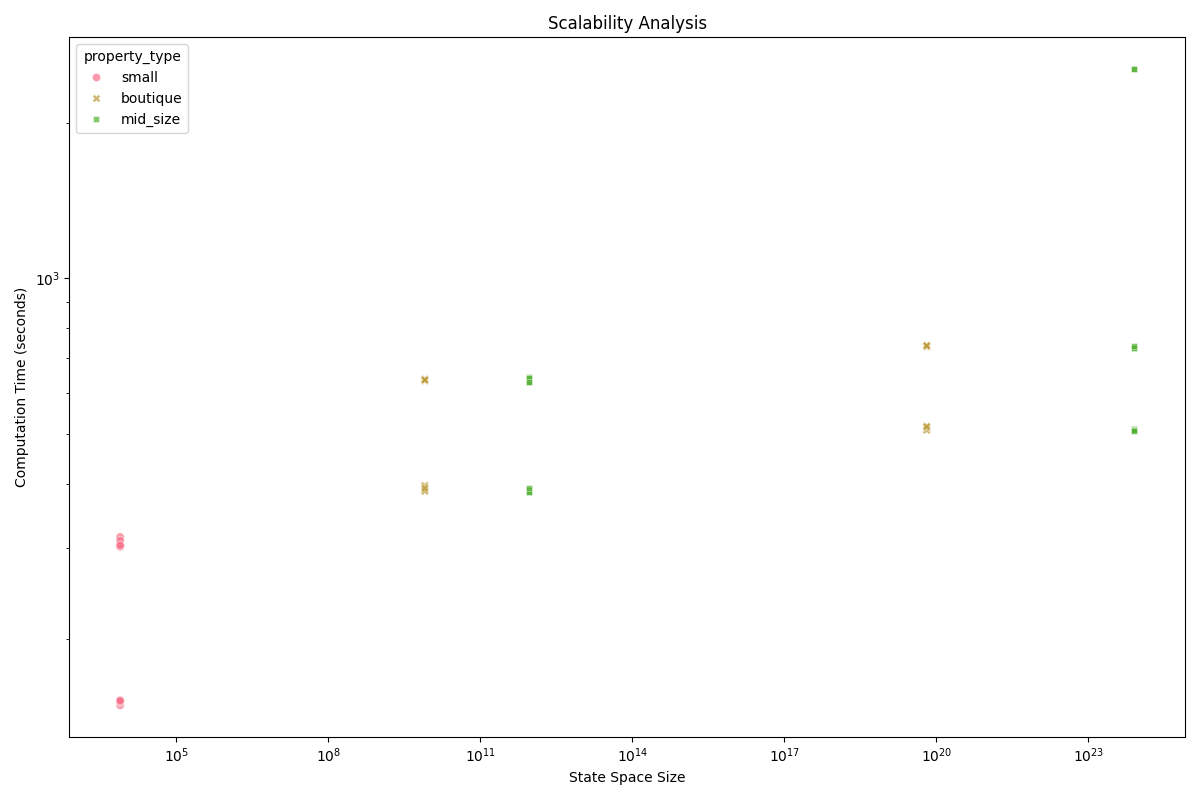 Scalability Analysis
property_type
small
boutique
mid_size
Computation Time (seconds)
10³
10⁵ 10⁸ 10¹¹ 10¹⁴ 10¹⁷ 10²⁰ 10²³
State Space Size